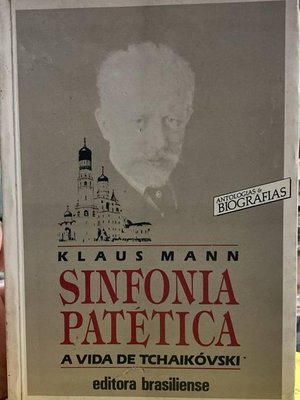 ANTOLOGIAS &
BIOGRAFIAS
KLAUS MANN
SINFONIA
PATÉTICA
A VIDA DE TCHAIKÓVSKI
editora brasiliense